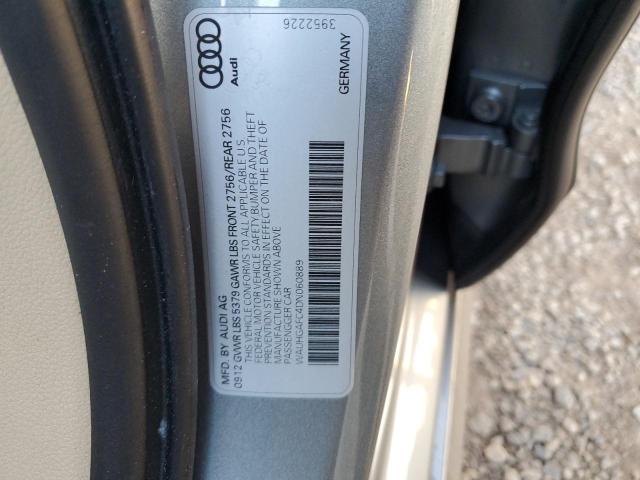 Audi
3952226
GERMANY
MFD. BY AUDI AG
0912 GVWR LBS 5379 GAWR LBS FRONT 2756/REAR 2756
THIS VEHICLE CONFORMS TO ALL APPLICABLE U.S.
FEDERAL MOTOR VEHICLE SAFETY BUMPER AND THEFT
PREVENTION STANDARDS IN EFFECT ON THE DATE OF
MANUFACTURE SHOWN ABOVE
PASSENGGER CAR
WAUHGAFC4DN060889